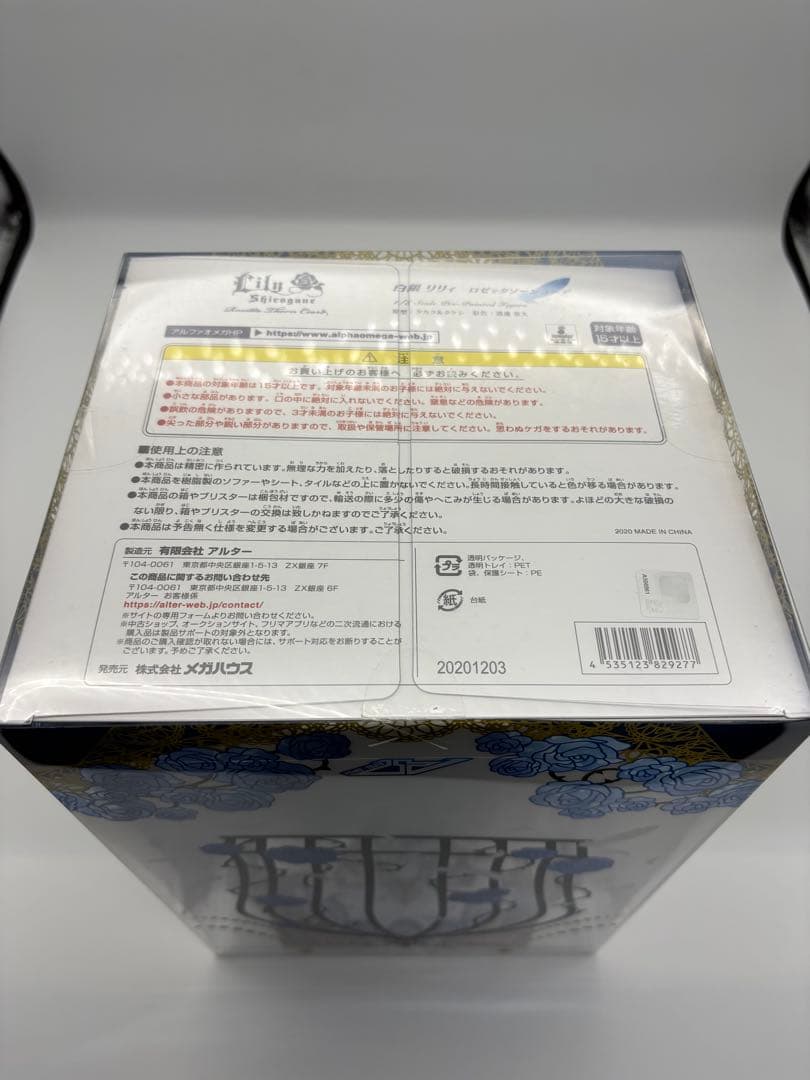 Lily
Shirogane
白銀 リリィ ロゼッタソーン
1/7 Scale Pre-Painted Figure
アルファオメガHP ▶ https://www.alphaomega-web.jp
対象年齢
15才以上
⚠ 注 意
お買い上げのお客様へ 必ずお読みください。
●本商品の対象年齢は15才以上です。対象年齢未満のお子様には絶対に与えないでください。
●小さな部品があります。口の中に絶対に入れないでください。窒息などの危険があります。
●誤飲の危険がありますので、3才未満のお子様には絶対に与えないでください。
●尖った部分や鋭い部分がありますので、取扱や保管場所に注意してください。思わぬケガをするおそれがあります。
■使用上の注意
●本商品は精密に作られています。無理な力を加えたり、落としたりすると破損するおそれがあります。
●本商品を樹脂製のソファーやシート、タイルなどの上に置かないでください。長時間接触していると色が移る場合があります。
●本商品の箱やブリスターは梱包材ですので、輸送の際に多少の傷やへこみが生じる場合があります。よほどの大きな破損の
ない限り、箱やブリスターの交換は致しかねますのでご了承ください。
●本商品は予告無く仕様を変更する場合がございます。ご了承ください。
2020 MADE IN CHINA
製造元 有限会社 アルター
〒104-0061 東京都中央区銀座1-5-13 ZX銀座 7F
この商品に関するお問い合わせ先
〒104-0061 東京都中央区銀座1-5-13 ZX銀座 6F
アルター お客様係
https://alter-web.jp/contact/
※サイトの専用フォームよりお問い合わせください。
※中古ショップ、オークションサイト、フリマアプリなどの二次流通における
購入品は製品サポートの対象外となります。
※商品のご購入確認が取れない場合には、サポート対応をお断りすることが
ございます。予めご了承ください。
発売元 株式会社 メガハウス
プラ
透明パッケージ、
透明トレイ:PET
袋、保護シート:PE
紙 台紙
20201203
4 535123 829277